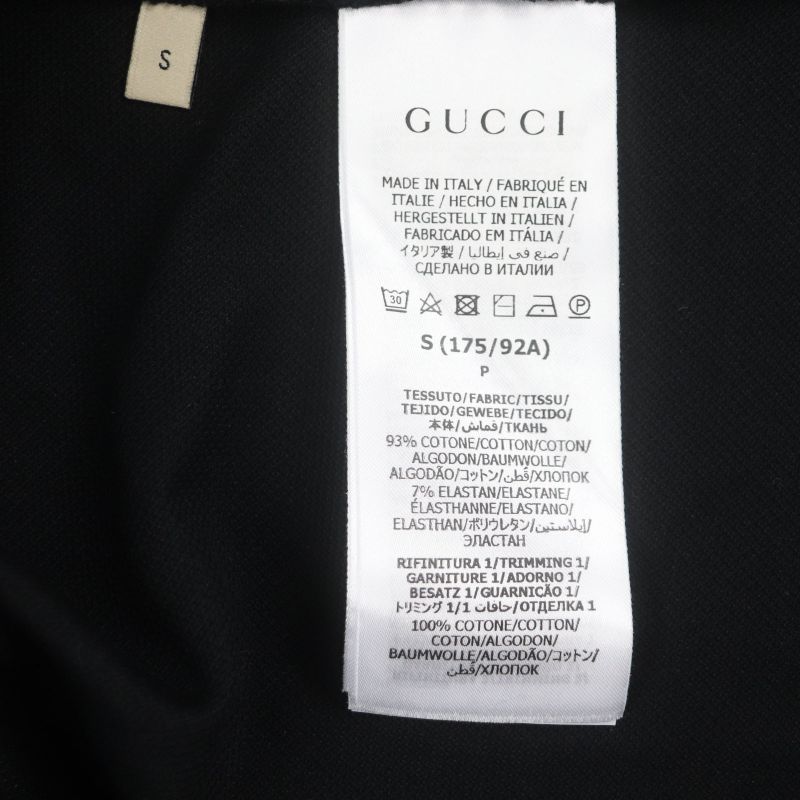 S
GUCCI
MADE IN ITALY / FABRIQUÉ EN
ITALIE / HECHO EN ITALIA /
HERGESTELLT IN ITALIEN /
FABRICADO EM ITÁLIA /
イタリア製 / صنع في إيطاليا /
СДЕЛАНО В ИТАЛИИ
30 P
S (175/92A)
P
TESSUTO/FABRIC/TISSU/
TEJIDO/GEWEBE/TECIDO/
本体/قماش/ТКАНЬ
93% COTONE/COTTON/COTON/
ALGODON/BAUMWOLLE/
ALGODÃO/コットン/قطن/ХЛОПОК
7% ELASTAN/ELASTANE/
ÉLASTHANNE/ELASTANO/
ELASTHAN/ポリウレタン/إيلاستين/
ЭЛАСТАН
RIFINITURA 1/TRIMMING 1/
GARNITURE 1/ADORNO 1/
BESATZ 1/GUARNIÇÃO 1/
トリミング 1/حافات 1/ОТДЕЛКА 1
100% COTONE/COTTON/
COTON/ALGODON/
BAUMWOLLE/ALGODÃO/コットン/
قطن/ХЛОПОК